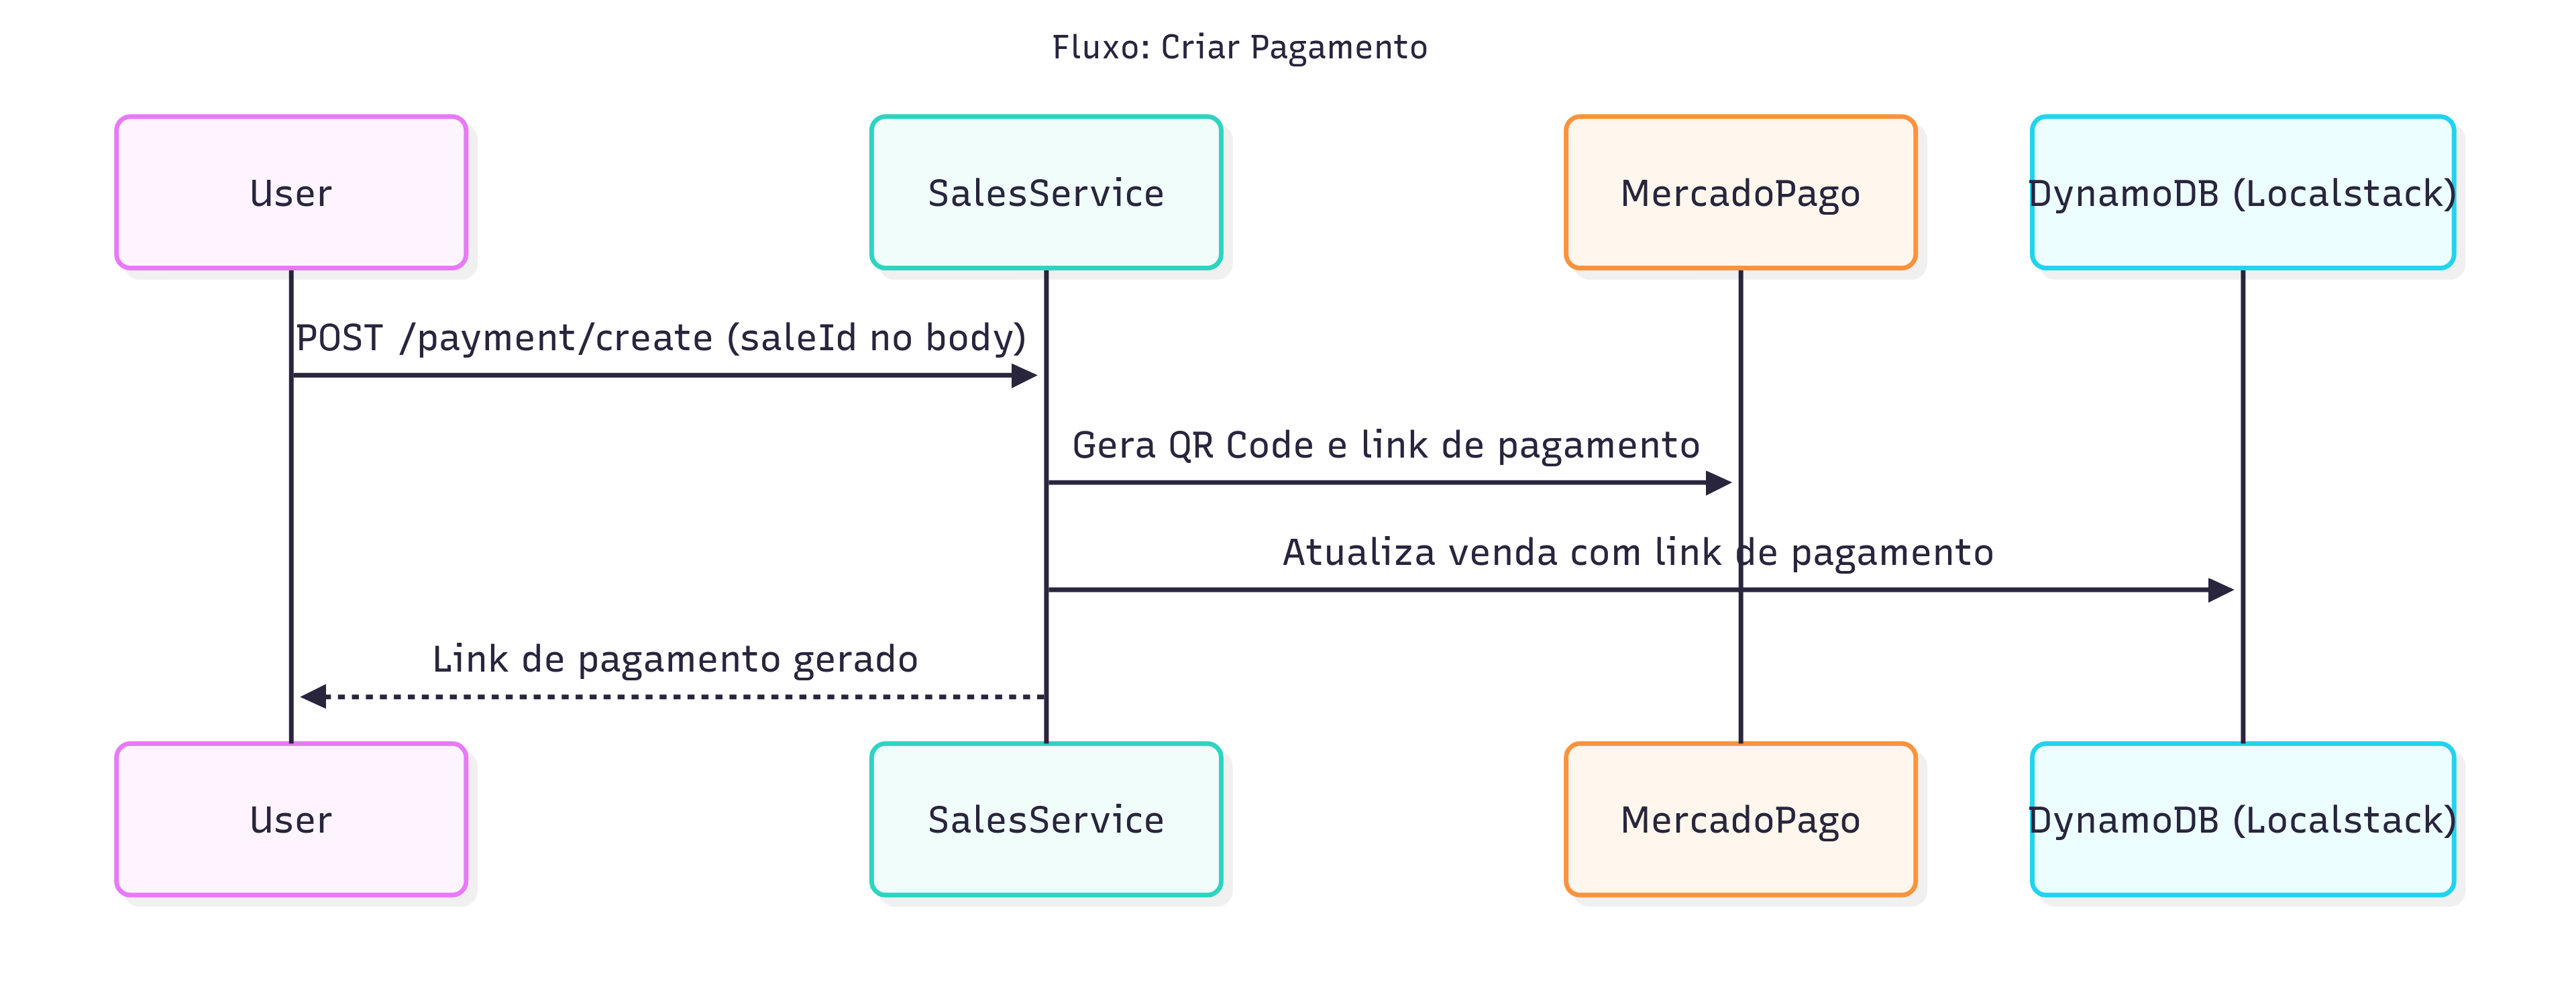 Fluxo: Criar Pagamento
User
SalesService
MercadoPago
DynamoDB (Localstack)
POST /payment/create (saleId no body)
Gera QR Code e link de pagamento
Atualiza venda com link de pagamento
Link de pagamento gerado
User
SalesService
MercadoPago
DynamoDB (Localstack)